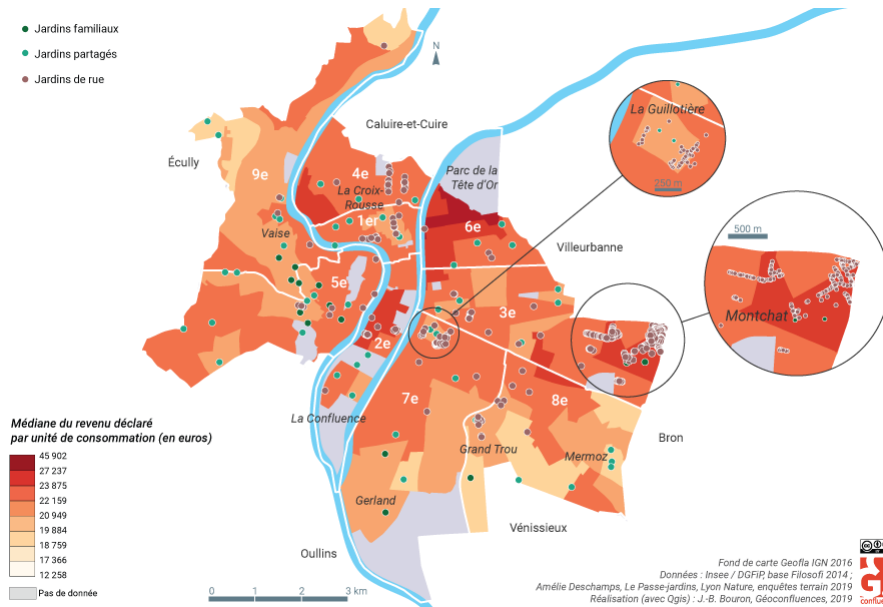 Jardins familiaux
Jardins partagés
Jardins de rue
N
Caluire-et-Cuire
Écully
Parc de la
Tête d'Or
La Guillotière
250 m
9e
4e
La Croix-
Rousse
1er
6e
Vaise
Villeurbanne
500 m
5e
3e
Montchat
2e
7e
8e
La Confluence
Bron
Grand Trou
Mermoz
Gerland
Vénissieux
Oullins
Médiane du revenu déclaré
par unité de consommation (en euros)
45 902
27 237
23 875
22 159
20 949
19 884
18 759
17 366
12 258
Pas de donnée
0 1 2 3 km
Fond de carte Geofla IGN 2016
Données : Insee / DGFiP, base Filosofi 2014 ;
Amélie Deschamps, Le Passe-jardins, Lyon Nature, enquêtes terrain 2019
Réalisation (avec Qgis) : J.-B. Bouron, Géoconfluences, 2019
cc
G
confluences